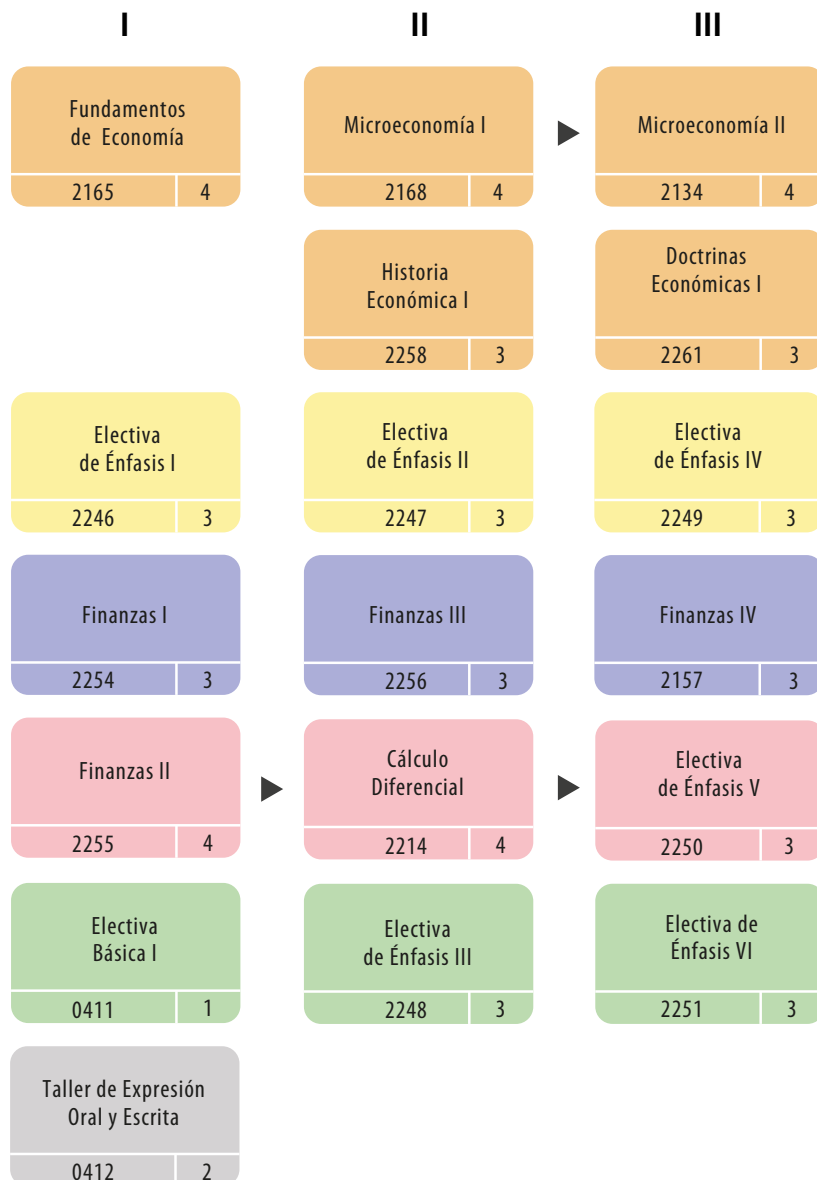 I
II
III
Fundamentos
de Economía
2165 4
Microeconomía I
2168 4
Microeconomía II
2134 4
Historia
Económica I
2258 3
Doctrinas
Económicas I
2261 3
Electiva
de Énfasis I
2246 3
Electiva
de Énfasis II
2247 3
Electiva
de Énfasis IV
2249 3
Finanzas I
2254 3
Finanzas III
2256 3
Finanzas IV
2157 3
Finanzas II
2255 4
Cálculo
Diferencial
2214 4
Electiva
de Énfasis V
2250 3
Electiva
Básica I
0411 1
Electiva
de Énfasis III
2248 3
Electiva de
Énfasis VI
2251 3
Taller de Expresión
Oral y Escrita
0412 2